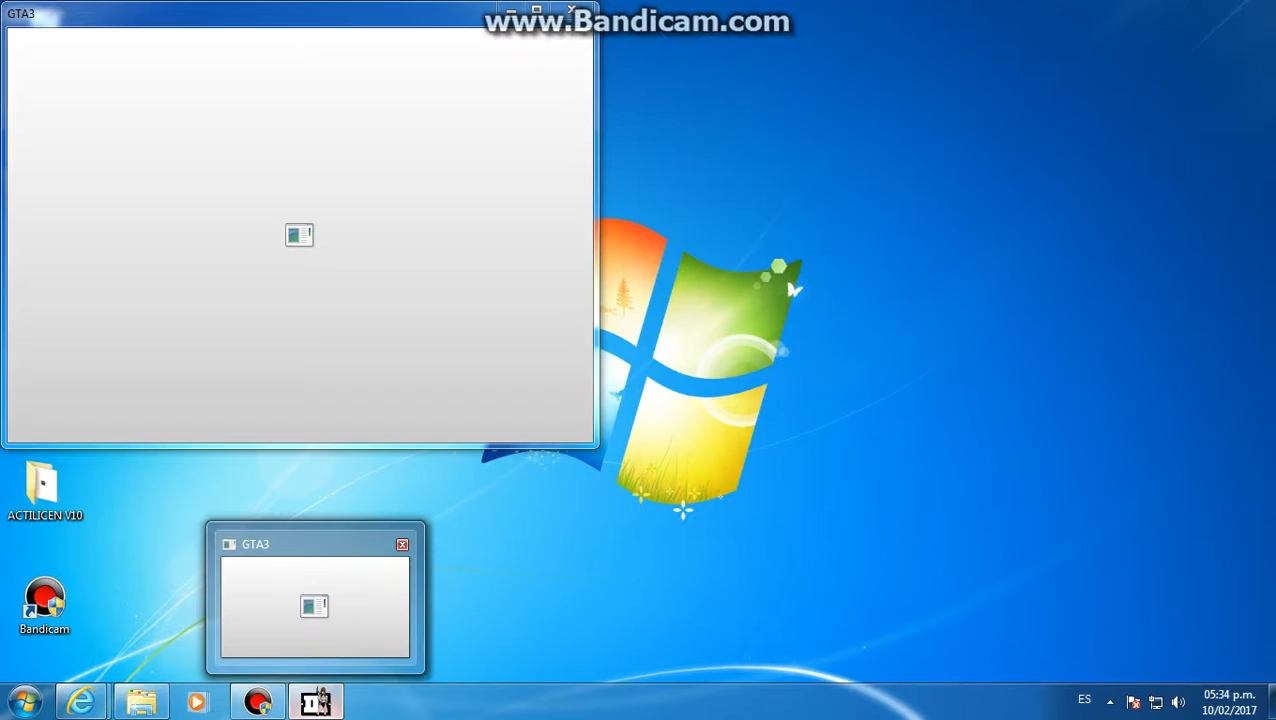 GTA3
www.Bandicam.com
ACTILICEN V10
GTA3
Bandicam
ES
05:34 p.m.
10/02/2017